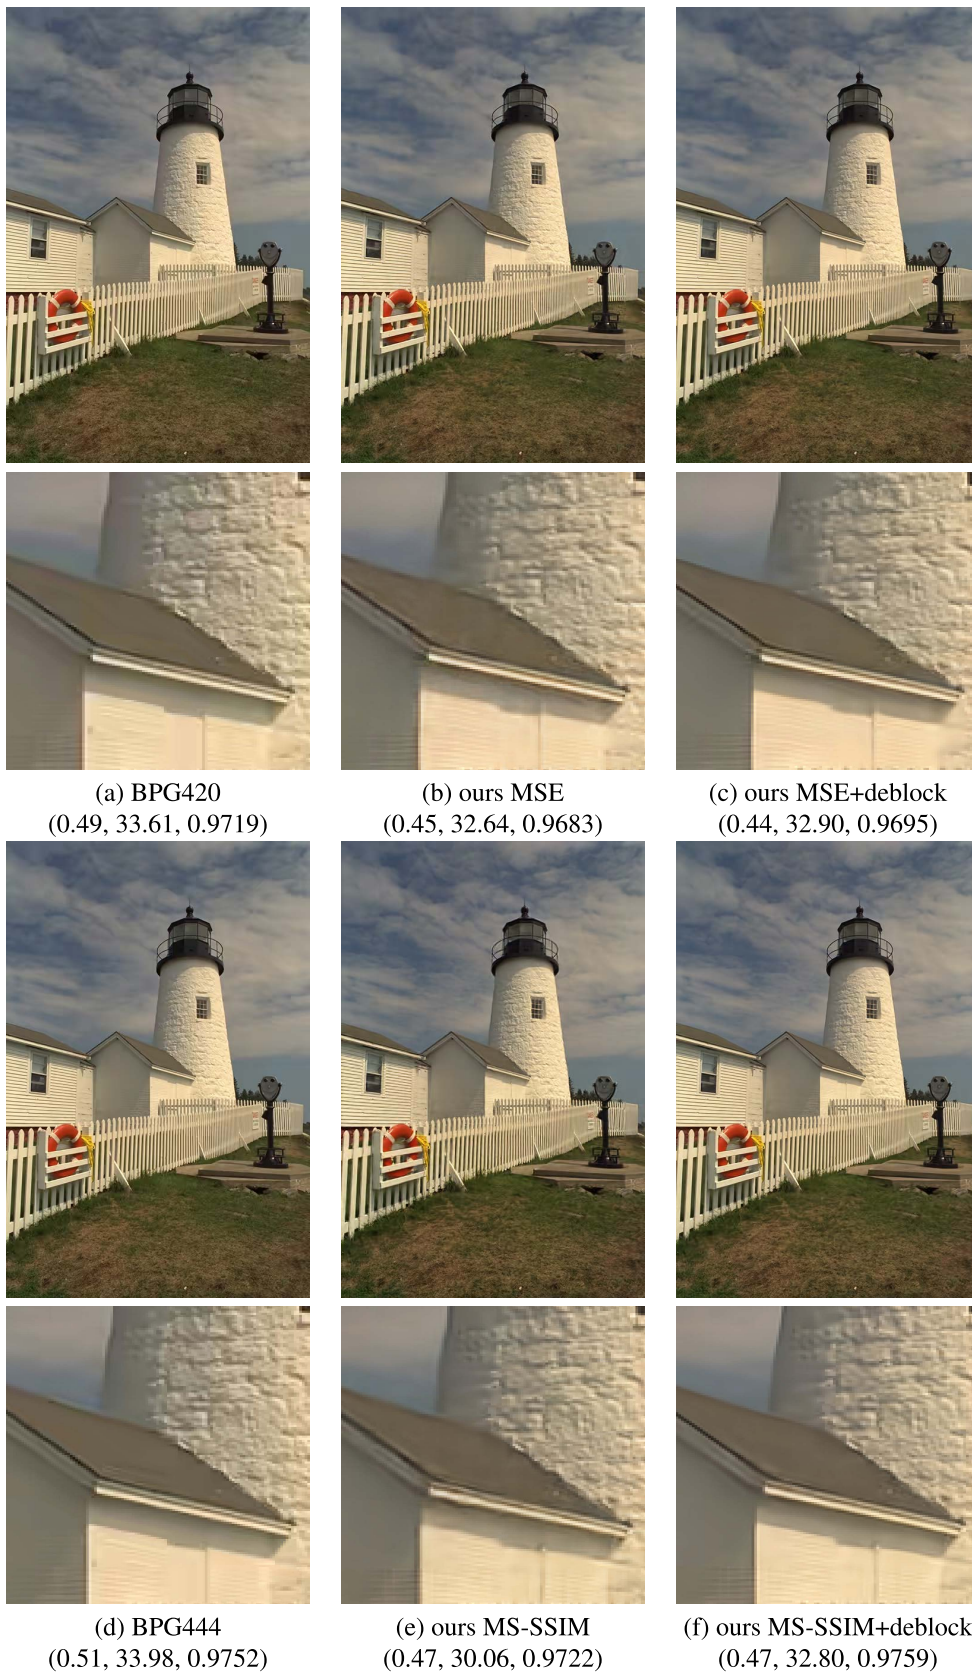 (a) BPG420
(0.49, 33.61, 0.9719)
(b) ours MSE
(0.45, 32.64, 0.9683)
(c) ours MSE+deblock
(0.44, 32.90, 0.9695)
(d) BPG444
(0.51, 33.98, 0.9752)
(e) ours MS-SSIM
(0.47, 30.06, 0.9722)
(f) ours MS-SSIM+deblock
(0.47, 32.80, 0.9759)